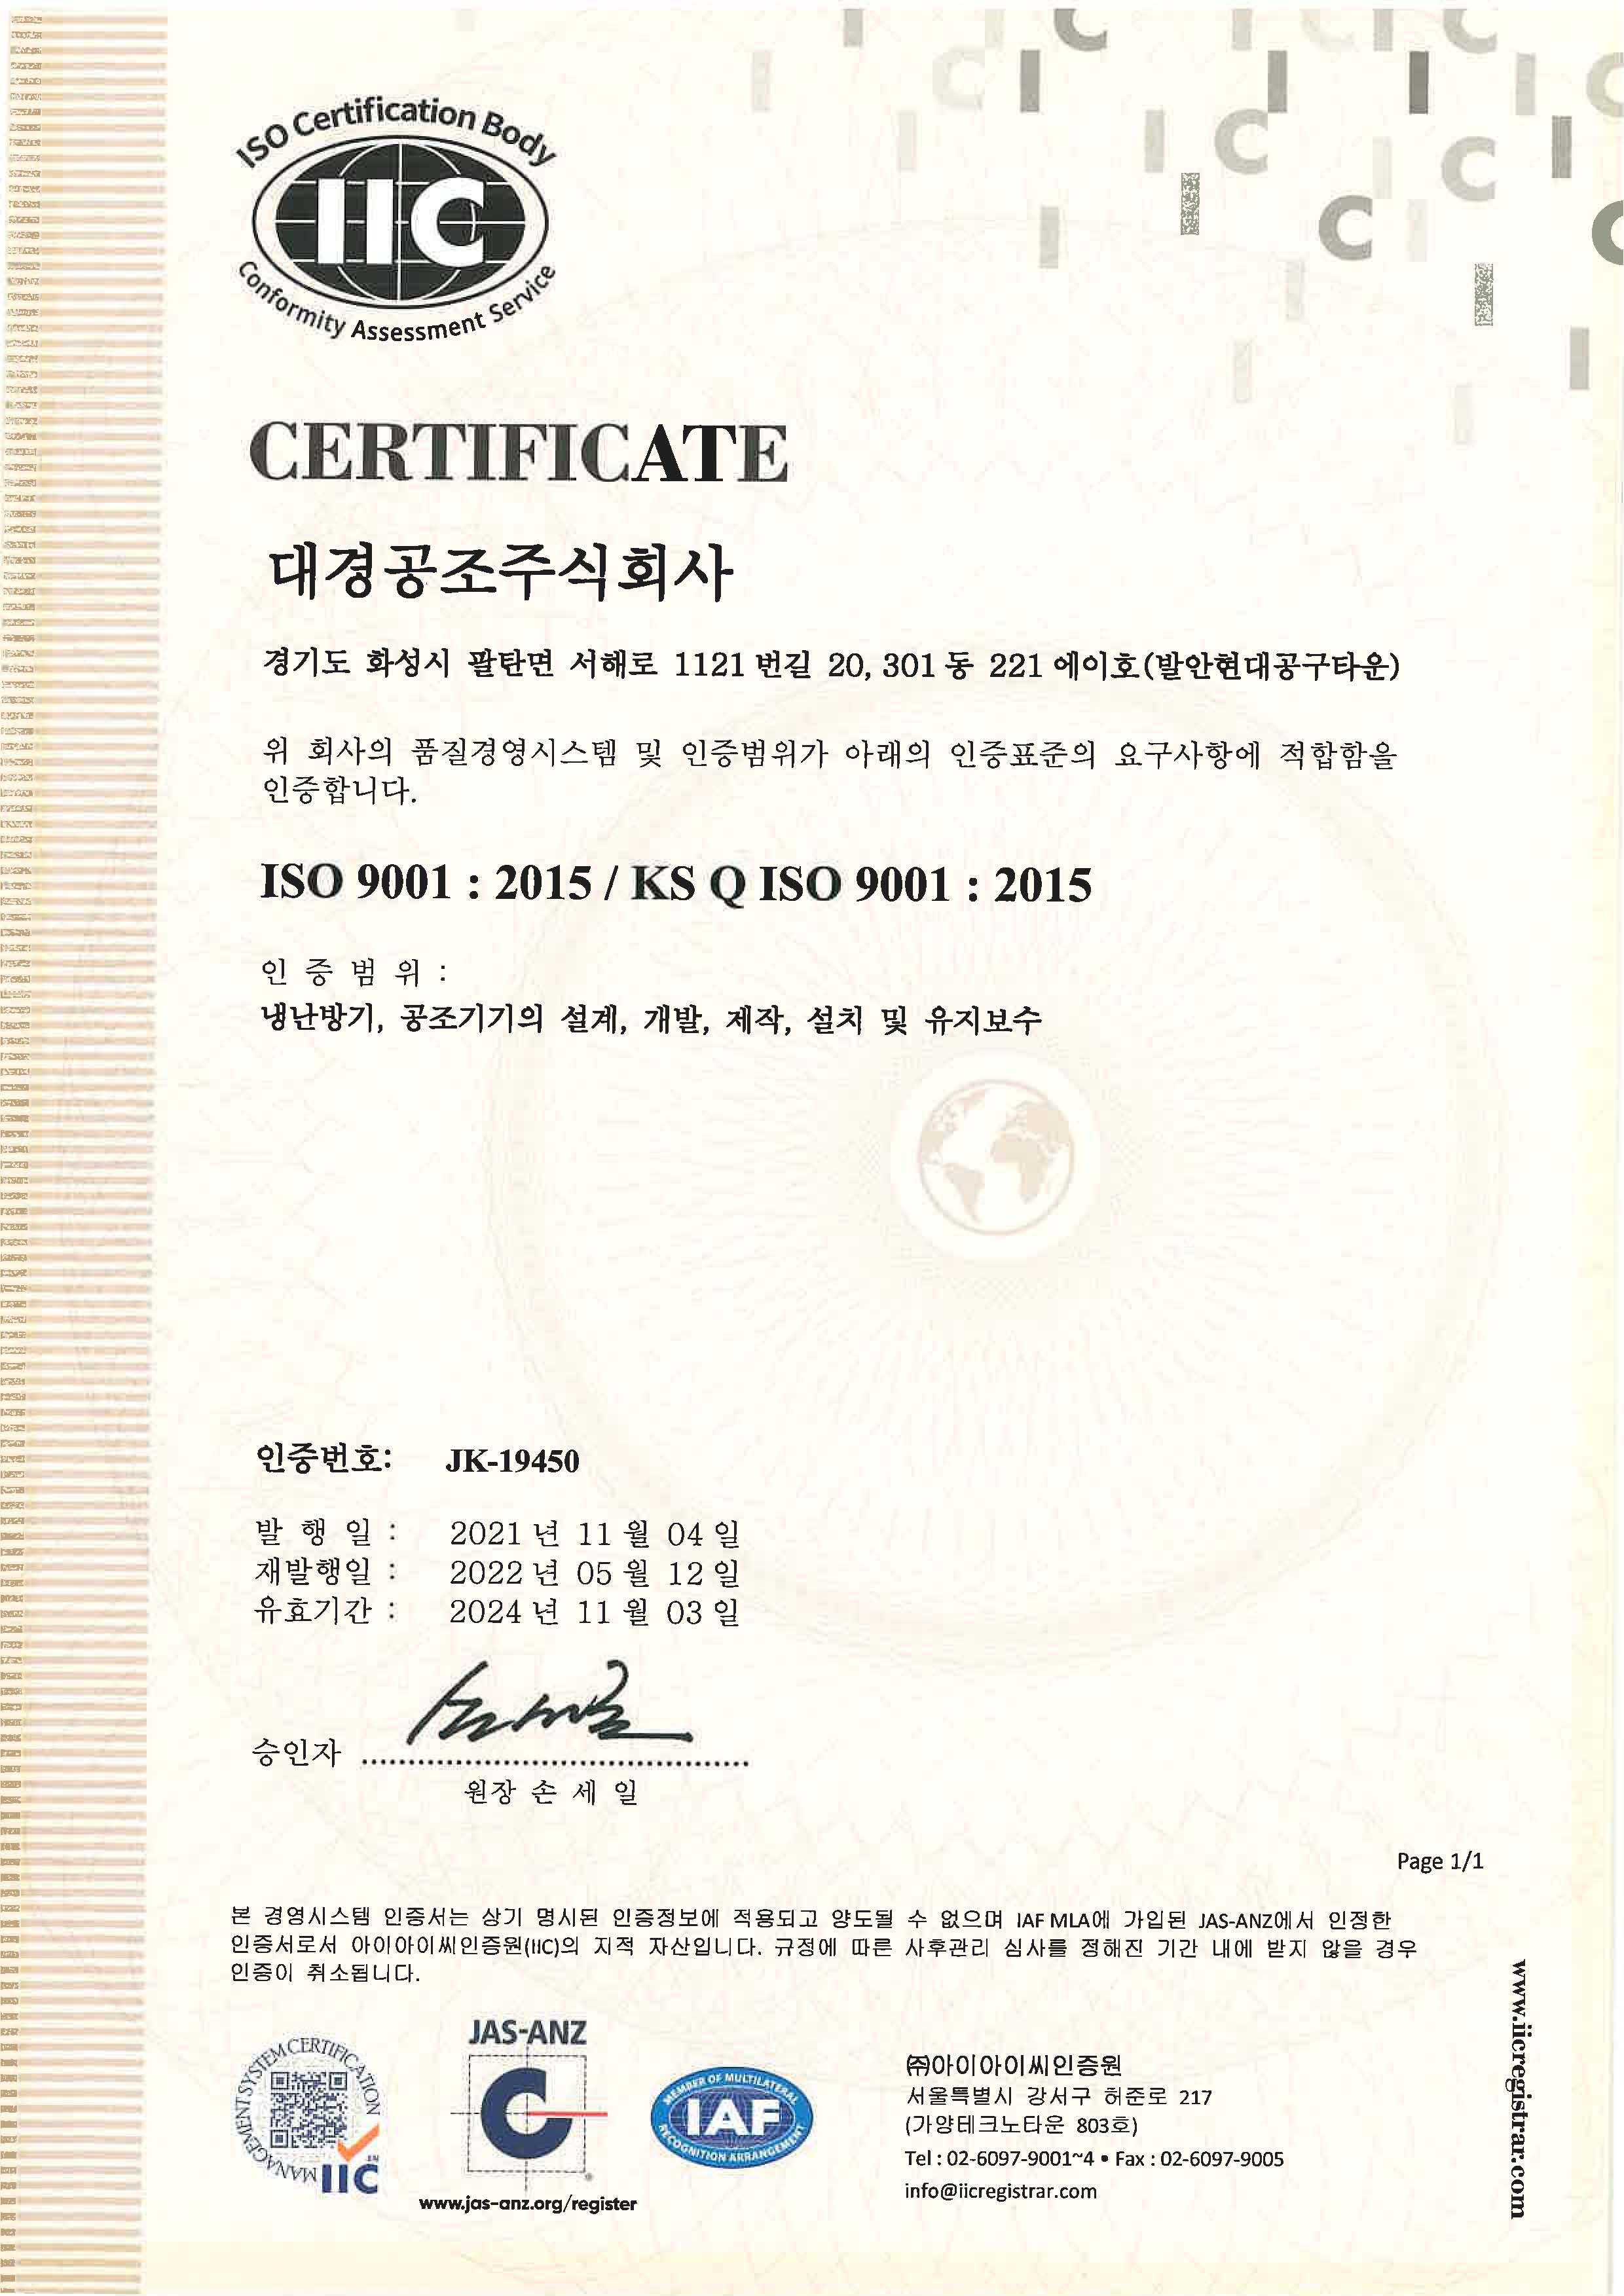 ISO Certification Body
IIC
Conformity Assessment Service
CERTIFICATE
대경공조주식회사
경기도 화성시 팔탄면 서해로 1121 번길 20, 301 동 221 에이호(발안현대공구타운)
위 회사의 품질경영시스템 및 인증범위가 아래의 인증표준의 요구사항에 적합함을
인증합니다.
ISO 9001 : 2015 / KS Q ISO 9001 : 2015
인 증 범 위 :
냉난방기, 공조기기의 설계, 개발, 제작, 설치 및 유지보수
인증번호: JK-19450
발 행 일 : 2021 년 11 월 04 일
재발행일 : 2022 년 05 월 12 일
유효기간 : 2024 년 11 월 03 일
승인자
원장 손 세 일
Page 1/1
본 경영시스템 인증서는 상기 명시된 인증정보에 적용되고 양도될 수 없으며 IAF MLA에 가입된 JAS-ANZ에서 인정한
인증서로서 아이아이씨인증원(IIC)의 지적 자산입니다. 규정에 따른 사후관리 심사를 정해진 기간 내에 받지 않을 경우
인증이 취소됩니다.
MANAGEMENT SYSTEM CERTIFICATION
IIC
JAS-ANZ
C
www.jas-anz.org/register
MEMBER OF MULTILATERAL
IAF
RECOGNITION ARRANGEMENT
㈜아이아이씨인증원
서울특별시 강서구 허준로 217
(가양테크노타운 803호)
Tel : 02-6097-9001~4 • Fax : 02-6097-9005
info@iicregistrar.com
www.iicregistrar.com